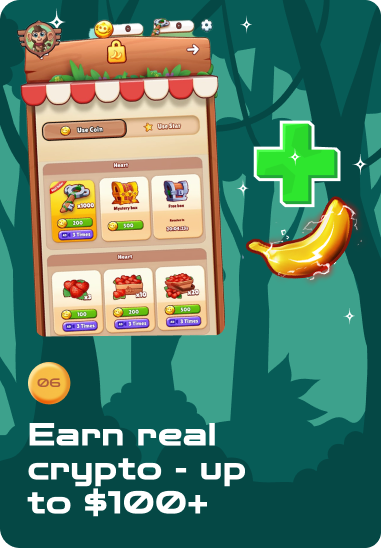 0
0
Use Coin
Use Star
Heart
x1000
200
3 Times
Mystery box
500
Free box
Heart
x3
100
3 Times
x10
200
3 Times
x20
500
3 Times
06
Earn real
crypto - up
to $100+